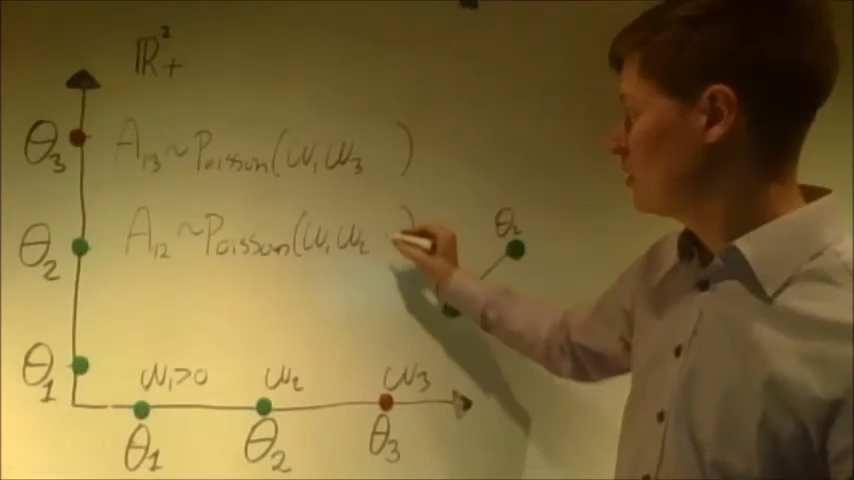 ℝ²₊
θ₃ A₁₃ ~ Poisson(w₁w₃ )
θ₂ A₁₂ ~ Poisson(w₁w₂ )
θ₂
θ₁ w₁>0 w₂ w₃
θ₁ θ₂ θ₃